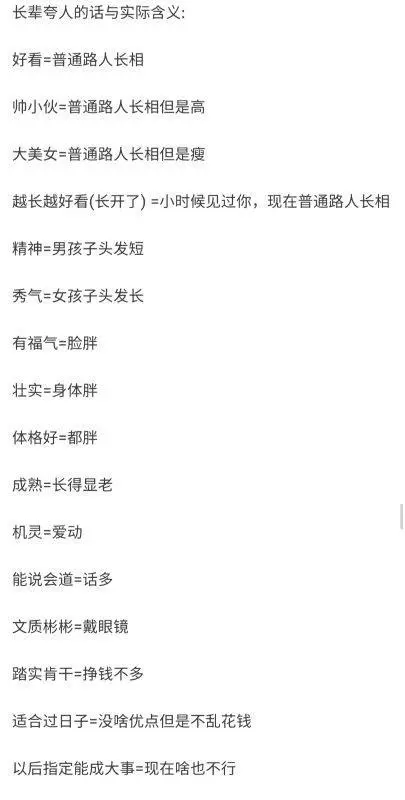 长辈夸人的话与实际含义:
好看=普通路人长相
帅小伙=普通路人长相但是高
大美女=普通路人长相但是瘦
越长越好看(长开了) =小时候见过你，现在普通路人长相
精神=男孩子头发短
秀气=女孩子头发长
有福气=脸胖
壮实=身体胖
体格好=都胖
成熟=长得显老
机灵=爱动
能说会道=话多
文质彬彬=戴眼镜
踏实肯干=挣钱不多
适合过日子=没啥优点但是不乱花钱
以后指定能成大事=现在啥也不行